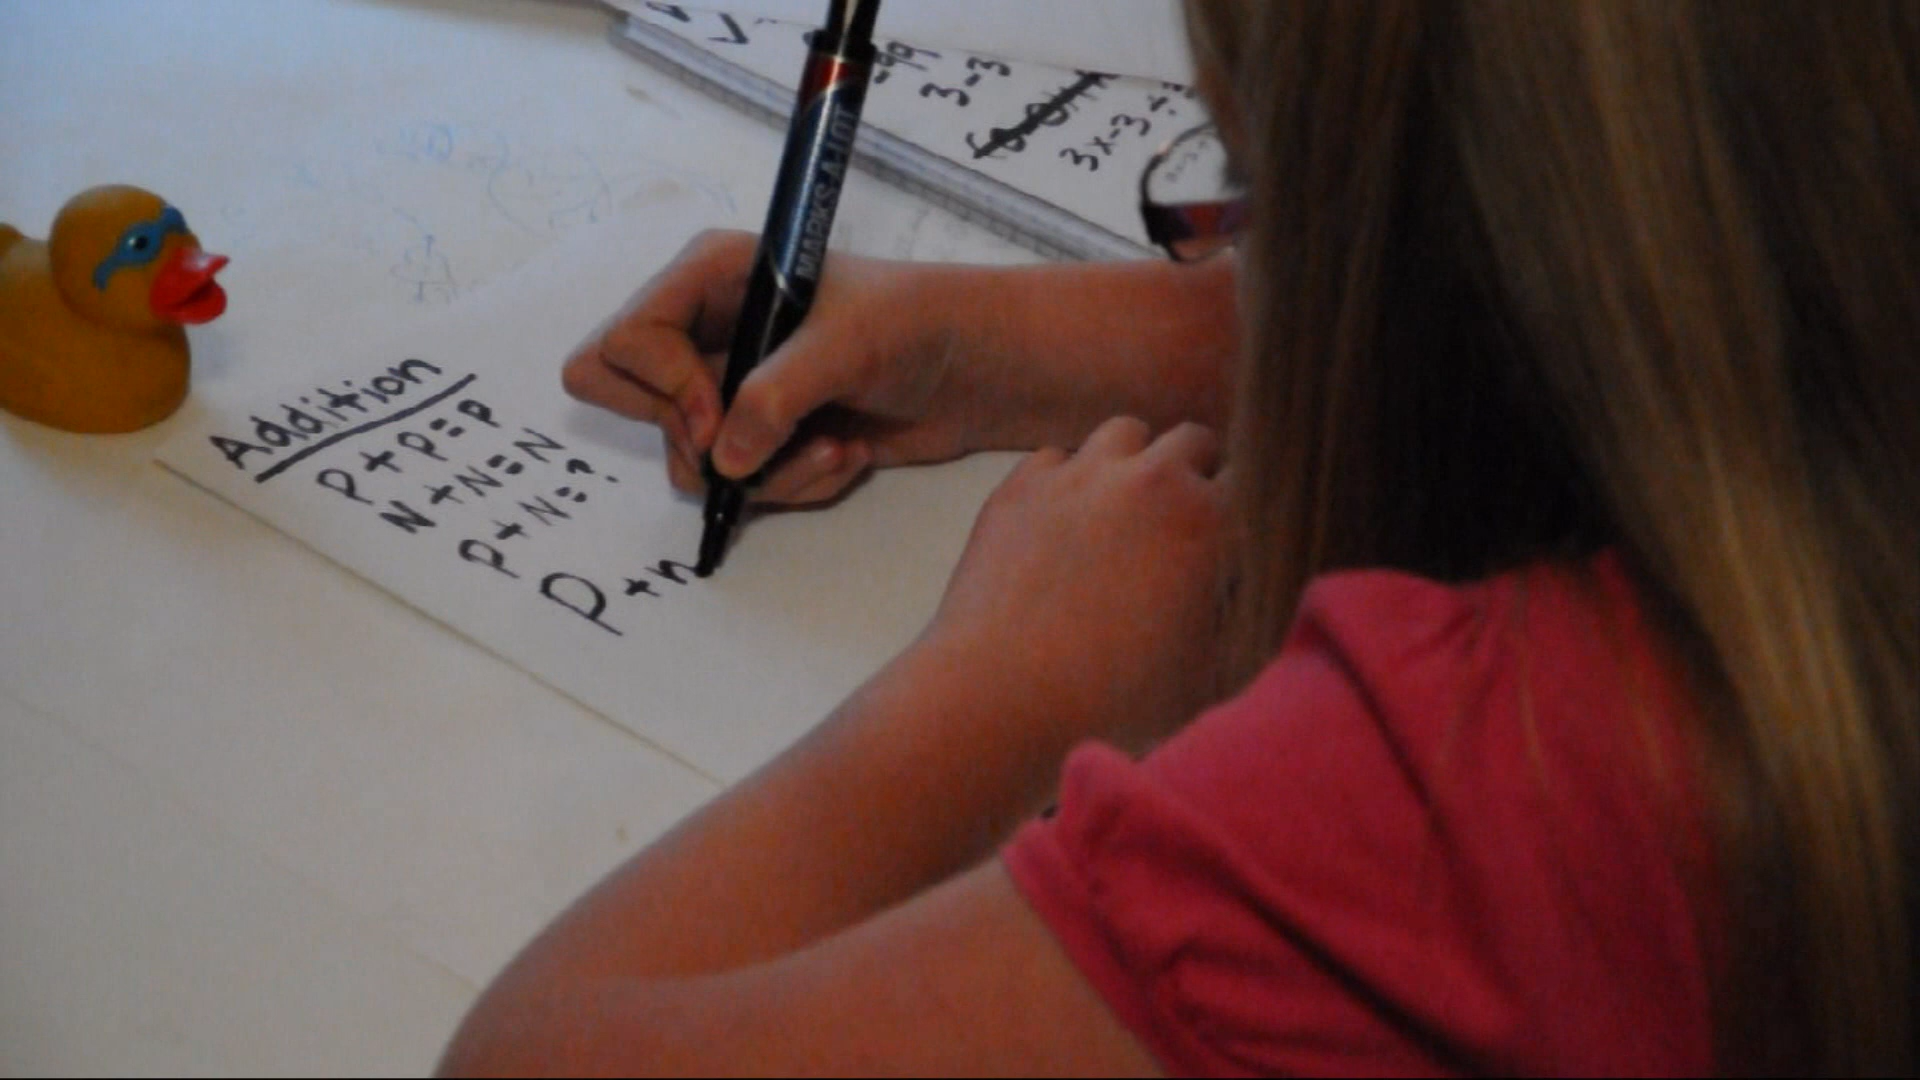 Addition
P+P=P
N+N=N
P+N=?
P+n
MARKS-A-LOT
3-3
3x-3÷